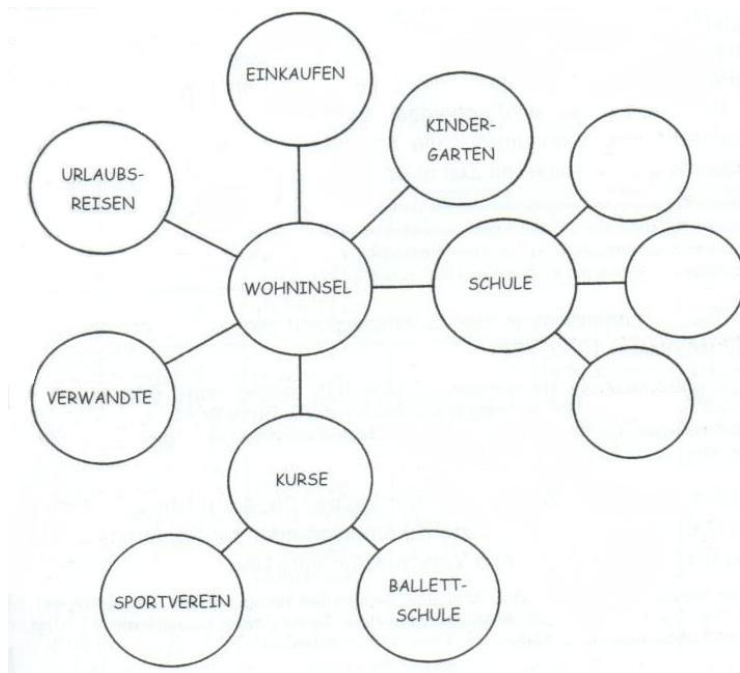 EINKAUFEN
KINDER-
GARTEN
URLAUBS-
REISEN
WOHNINSEL
SCHULE
VERWANDTE
KURSE
SPORTVEREIN
BALLETT-
SCHULE